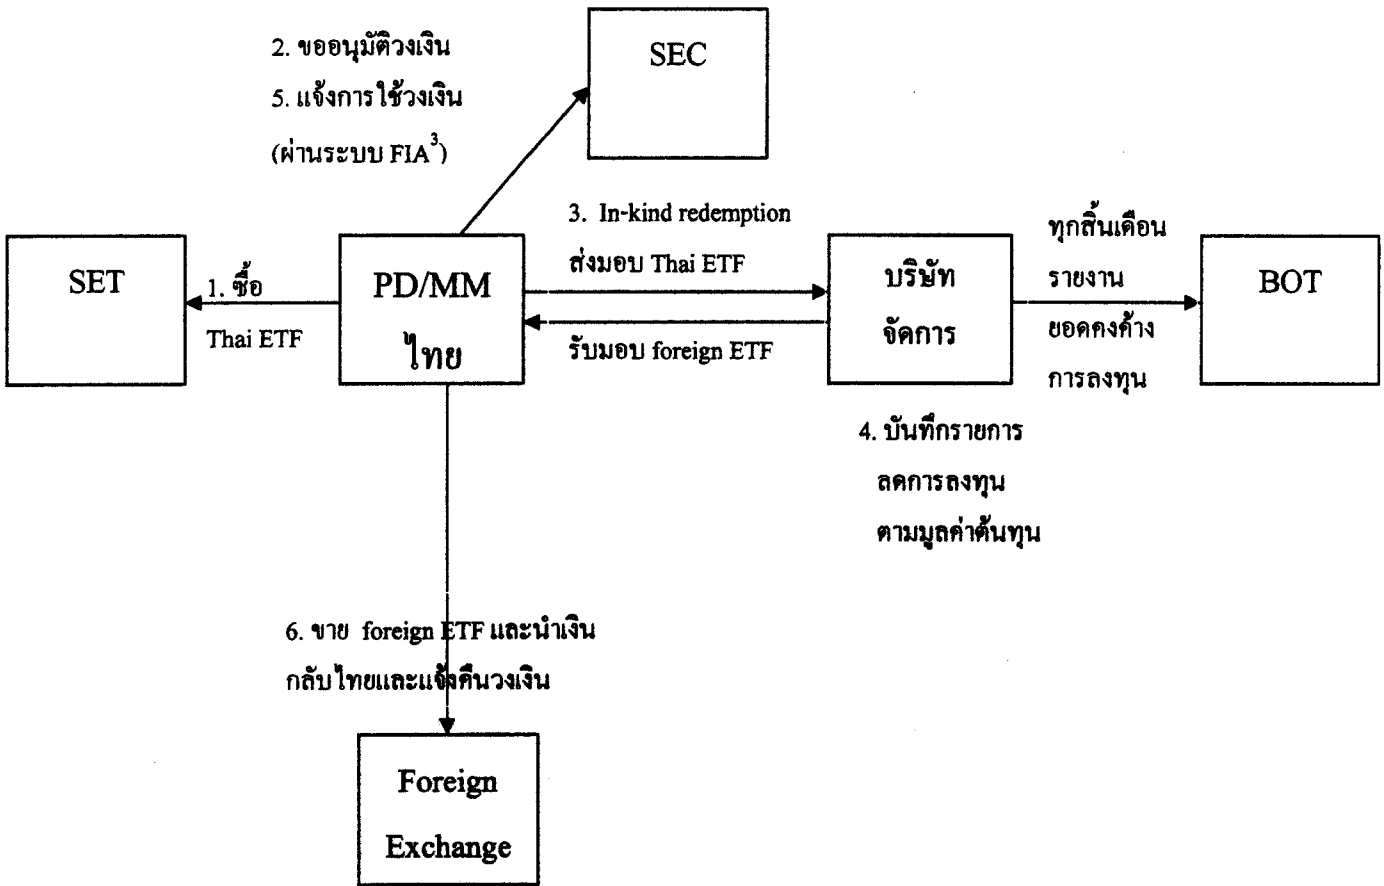 2. ขออนุมัติวงเงิน
5. แจ้งการใช้วงเงิน
(ผ่านระบบ FIA³)
SEC
SET
1. ซื้อ
Thai ETF
PD/MM
ไทย
3. In-kind redemption
ส่งมอบ Thai ETF
รับมอบ foreign ETF
บริษัท
จัดการ
ทุกสิ้นเดือน
รายงาน
ยอดคงค้าง
การลงทุน
BOT
4. บันทึกรายการ
ลดการลงทุน
ตามมูลค่าต้นทุน
6. ขาย foreign ETF และนำเงิน
กลับไทยและแจ้งคืนวงเงิน
Foreign
Exchange